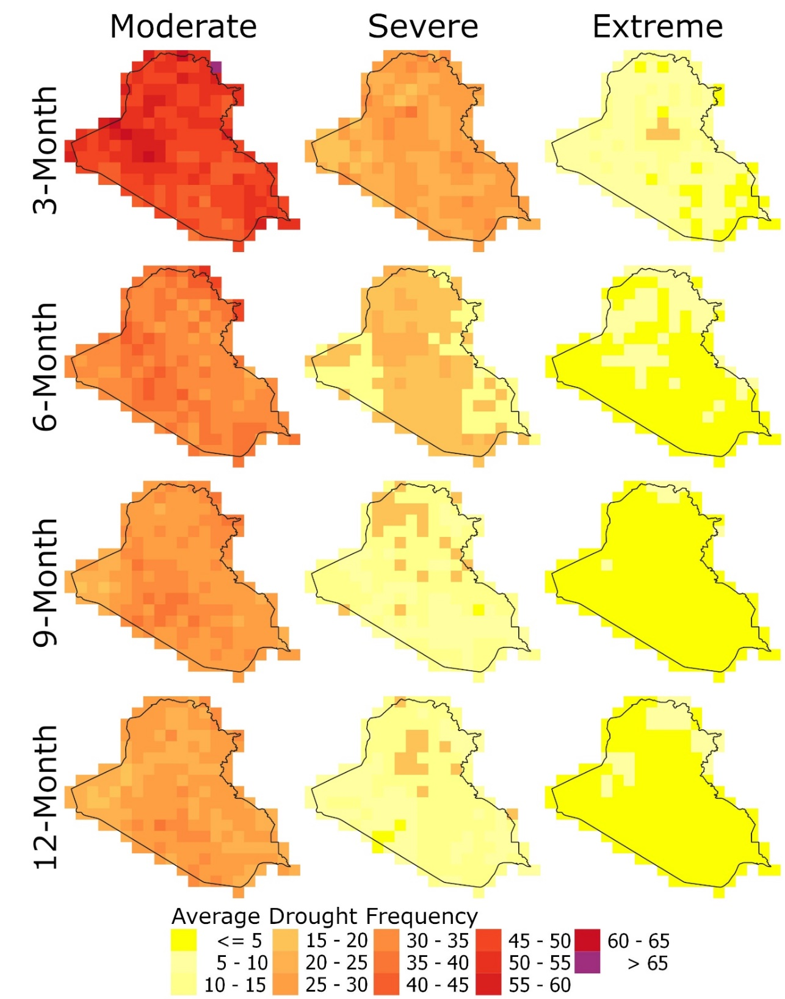 Moderate Severe Extreme
3-Month
6-Month
9-Month
12-Month
Average Drought Frequency
<= 5 15 - 20 30 - 35 45 - 50 60 - 65
5 - 10 20 - 25 35 - 40 50 - 55 > 65
10 - 15 25 - 30 40 - 45 55 - 60